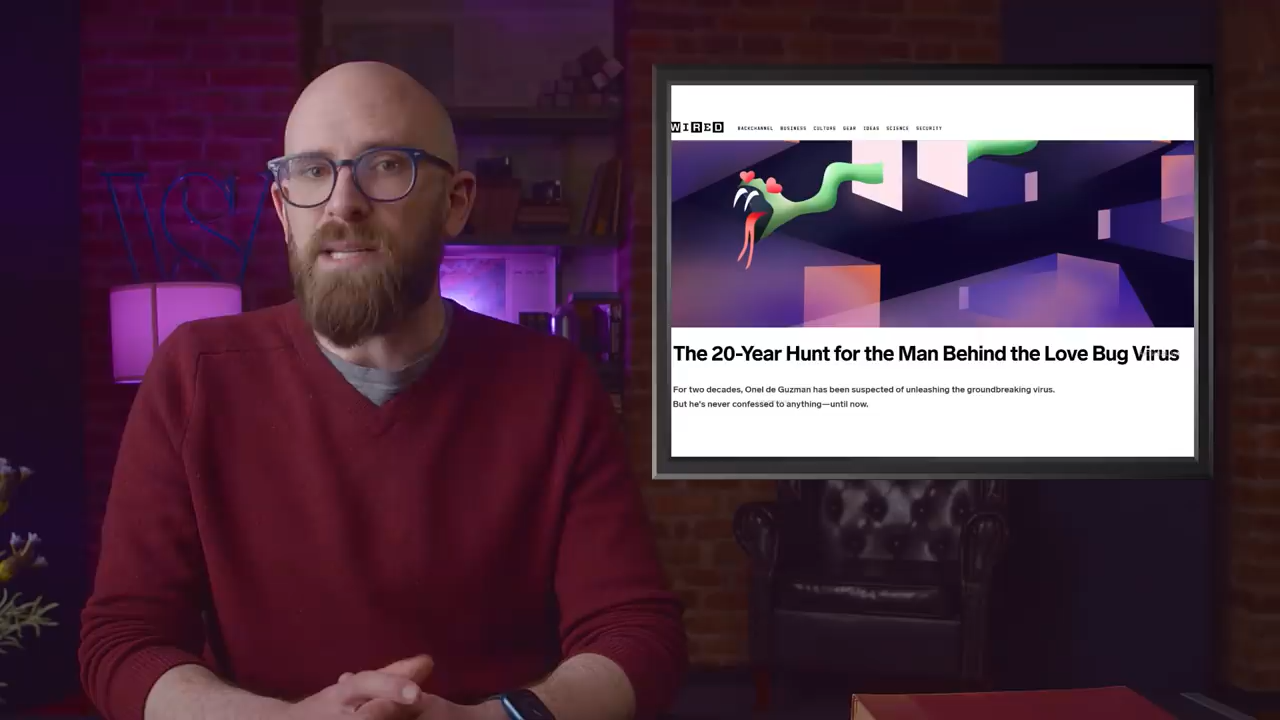 WIRED
BACKCHANNEL BUSINESS CULTURE GEAR IDEAS SCIENCE SECURITY
The 20-Year Hunt for the Man Behind the Love Bug Virus
For two decades, Onel de Guzman has been suspected of unleashing the groundbreaking virus.
But he's never confessed to anything—until now.